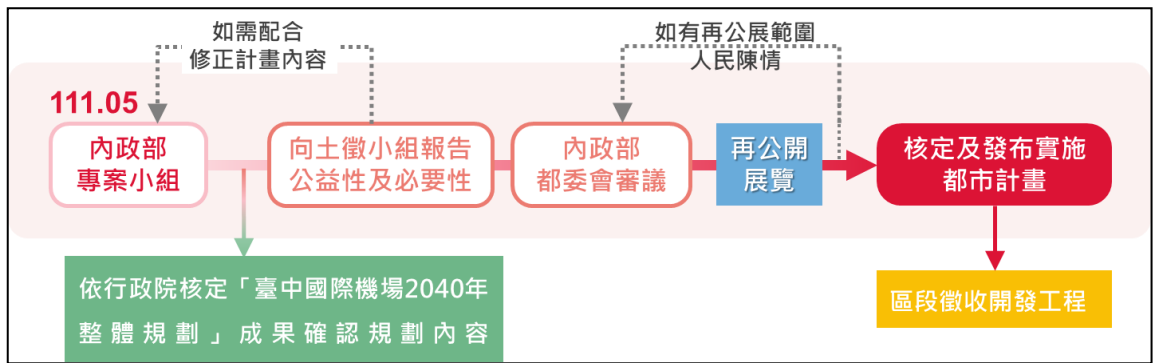 如需配合
修正計畫內容
如有再公展範圍
人民陳情
111.05
內政部
專案小組
向土徵小組報告
公益性及必要性
內政部
都委會審議
再公開
展覽
核定及發布實施
都市計畫
依行政院核定「臺中國際機場2040年
整體規劃」成果確認規劃內容
區段徵收開發工程